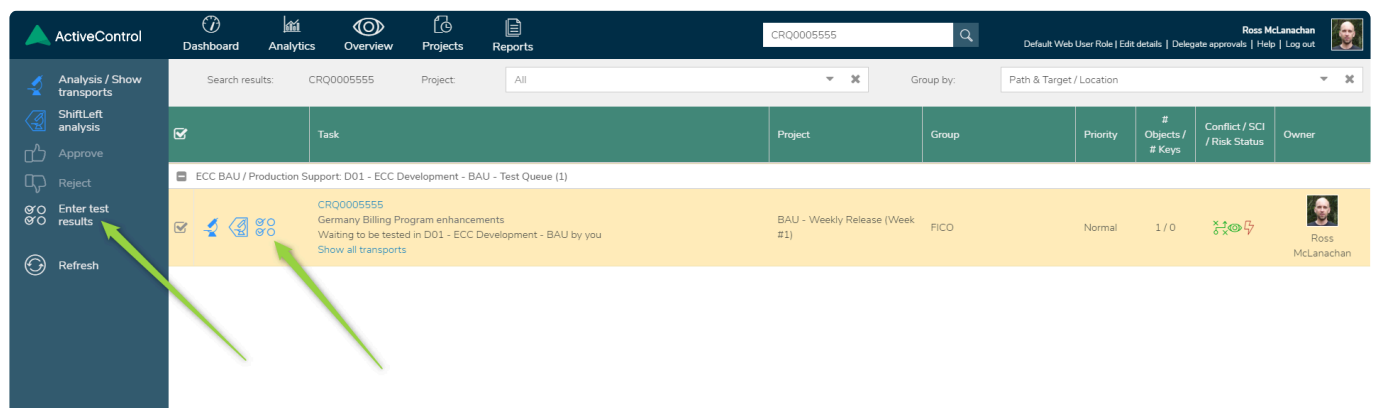 ActiveControl
Dashboard
Analytics
Overview
Projects
Reports
CRQ0005555
Ross McLanachan
Default Web User Role | Edit details | Delegate approvals | Help | Log out
Analysis / Show
transports
ShiftLeft
analysis
Approve
Reject
Enter test
results
Refresh
Search results: CRQ0005555 Project: All Group by: Path & Target / Location
Task
Project
Group
Priority
#
Objects /
# Keys
Conflict / SCI
/ Risk Status
Owner
ECC BAU / Production Support: D01 - ECC Development - BAU - Test Queue (1)
CRQ0005555
Germany Billing Program enhancements
Waiting to be tested in D01 - ECC Development - BAU by you
Show all transports
BAU - Weekly Release (Week
#1)
FICO
Normal
1 / 0
Ross
McLanachan